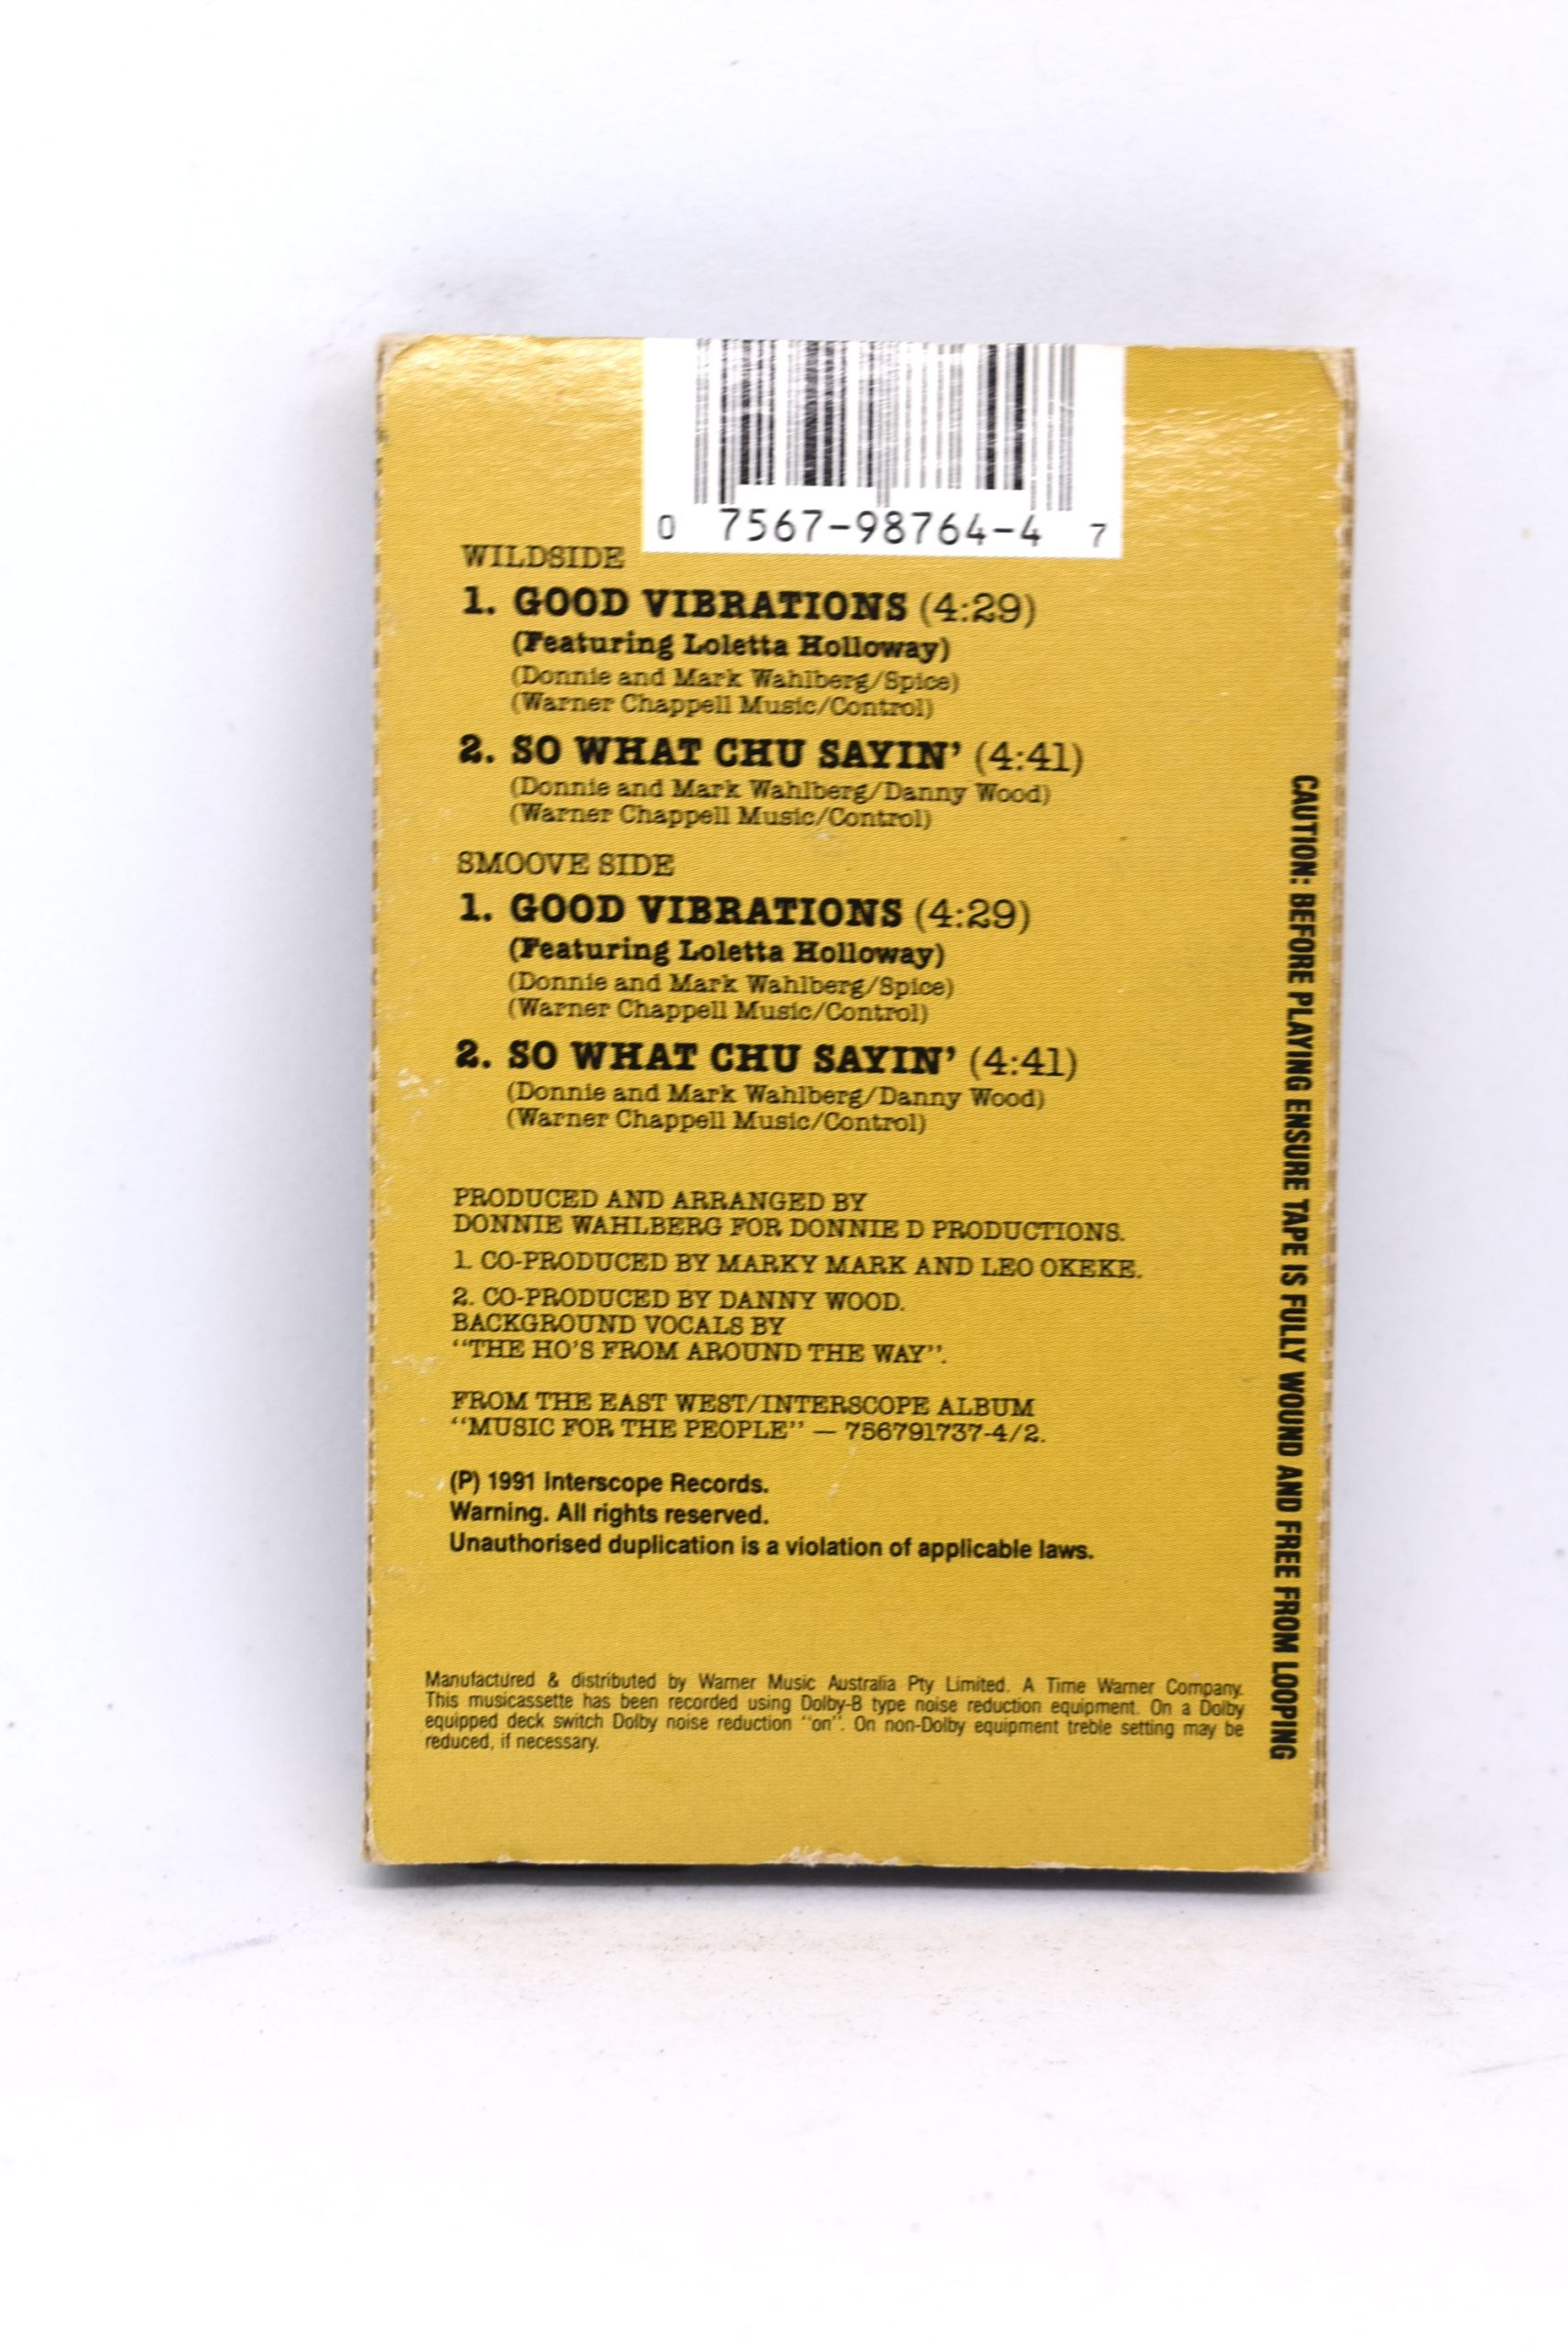 0 7567-98764-4 7
WILDSIDE
1. GOOD VIBRATIONS (4:29)
(Featuring Loletta Holloway)
(Donnie and Mark Wahlberg/Spice)
(Warner Chappell Music/Control)
2. SO WHAT CHU SAYIN' (4:41)
(Donnie and Mark Wahlberg/Danny Wood)
(Warner Chappell Music/Control)
SMOOVE SIDE
1. GOOD VIBRATIONS (4:29)
(Featuring Loletta Holloway)
(Donnie and Mark Wahlberg/Spice)
(Warner Chappell Music/Control)
2. SO WHAT CHU SAYIN' (4:41)
(Donnie and Mark Wahlberg/Danny Wood)
(Warner Chappell Music/Control)
PRODUCED AND ARRANGED BY
DONNIE WAHLBERG FOR DONNIE D PRODUCTIONS.
1. CO-PRODUCED BY MARKY MARK AND LEO OKEKE.
2. CO-PRODUCED BY DANNY WOOD.
BACKGROUND VOCALS BY
"THE HO'S FROM AROUND THE WAY".
FROM THE EAST WEST/INTERSCOPE ALBUM
"MUSIC FOR THE PEOPLE" — 756791737-4/2.
(P) 1991 Interscope Records.
Warning. All rights reserved.
Unauthorised duplication is a violation of applicable laws.
Manufactured & distributed by Warner Music Australia Pty Limited. A Time Warner Company.
This musicassette has been recorded using Dolby-B type noise reduction equipment. On a Dolby
equipped deck switch Dolby noise reduction "on". On non-Dolby equipment treble setting may be
reduced, if necessary.
CAUTION: BEFORE PLAYING ENSURE TAPE IS FULLY WOUND AND FREE FROM LOOPING